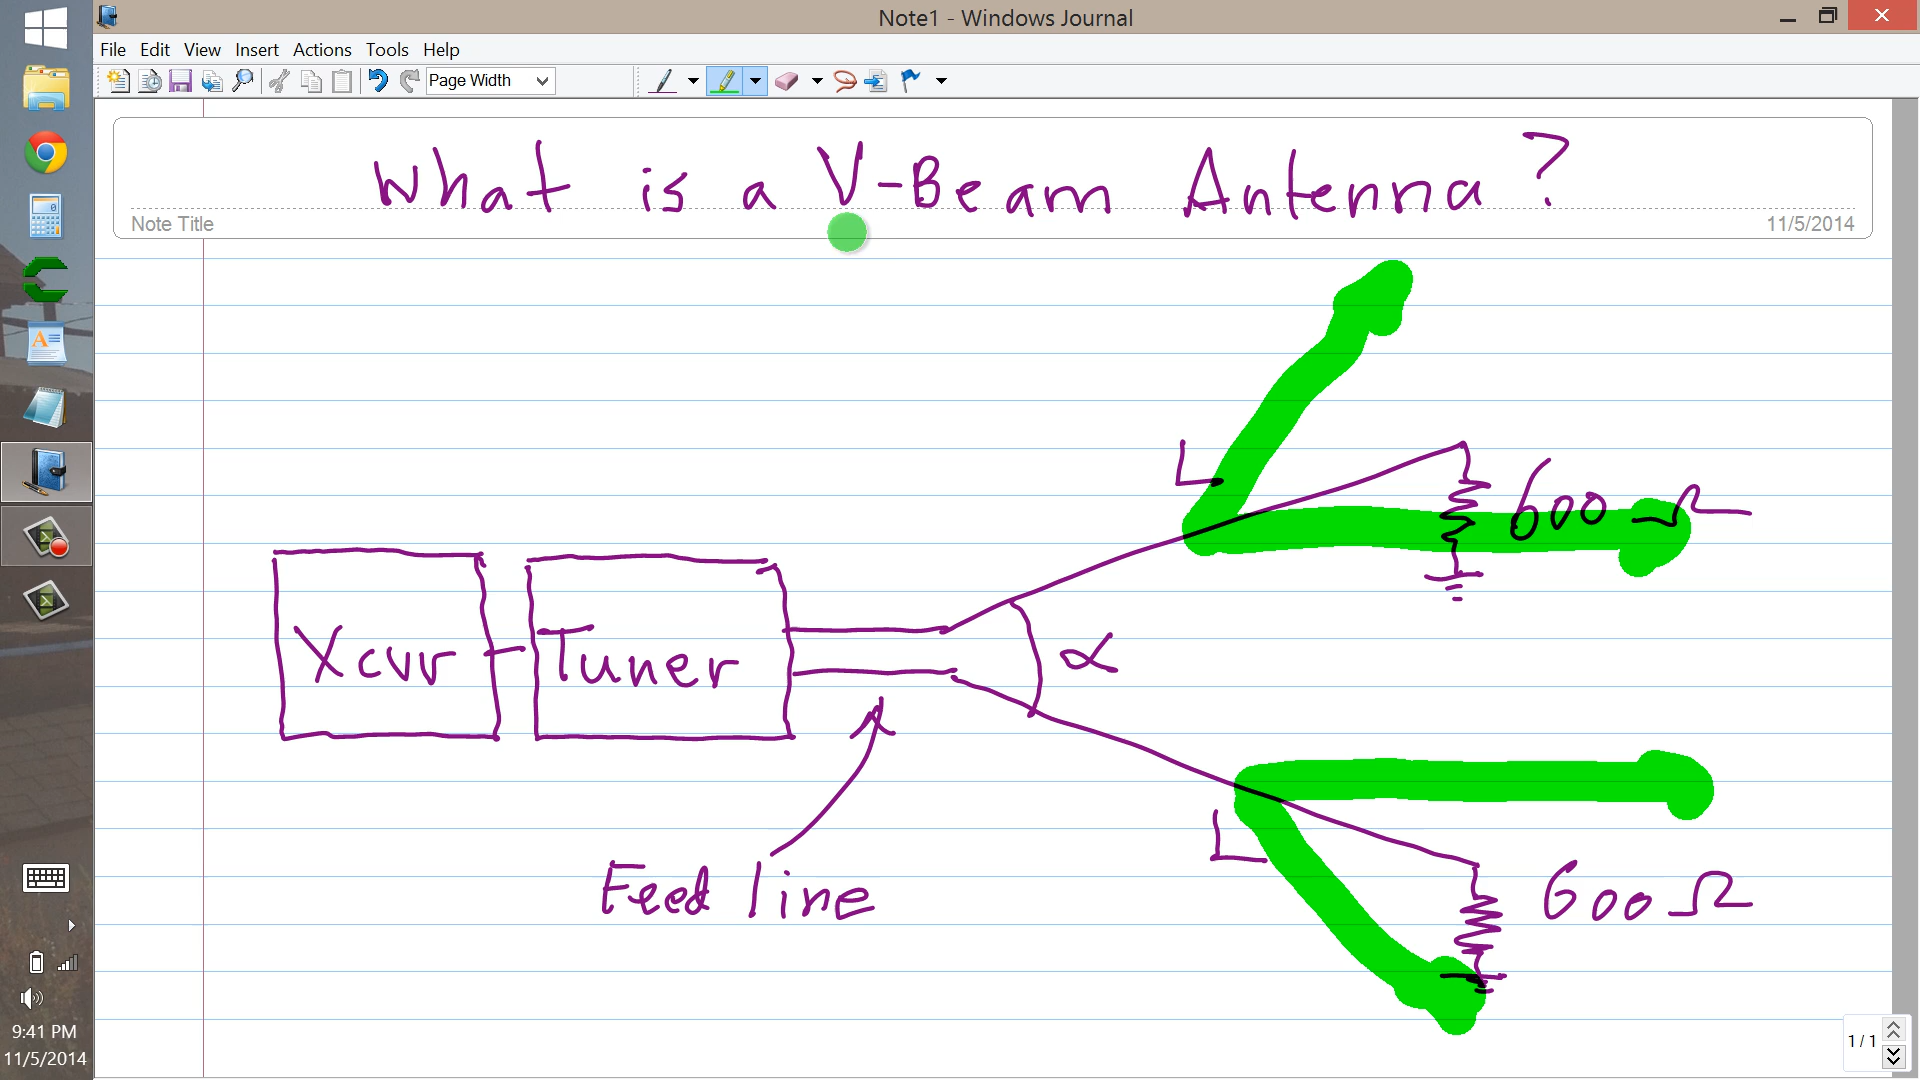 Note1 - Windows Journal
File Edit View Insert Actions Tools Help
Page Width
What is a V-Beam Antenna?
Note Title
11/5/2014
L
600 Ω
Xcvr
Tuner
α
L
Feed line
600 Ω
9:41 PM
11/5/2014
1 / 1